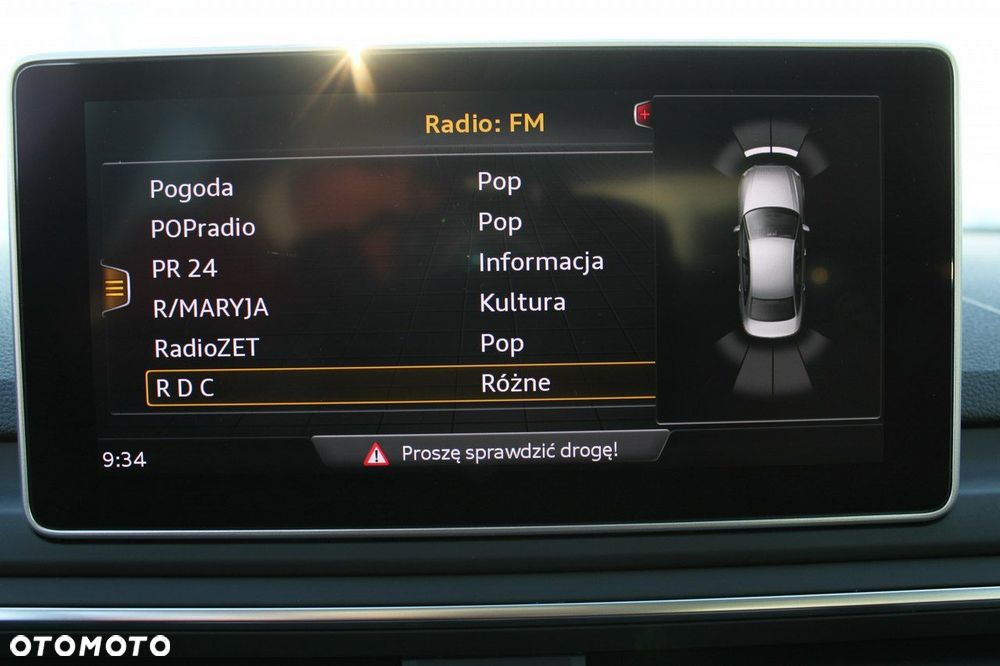 Radio: FM
Pogoda Pop
POPradio Pop
PR 24 Informacja
R/MARYJA Kultura
RadioZET Pop
R D C Różne
9:34 Proszę sprawdzić drogę!
OTOMOTO